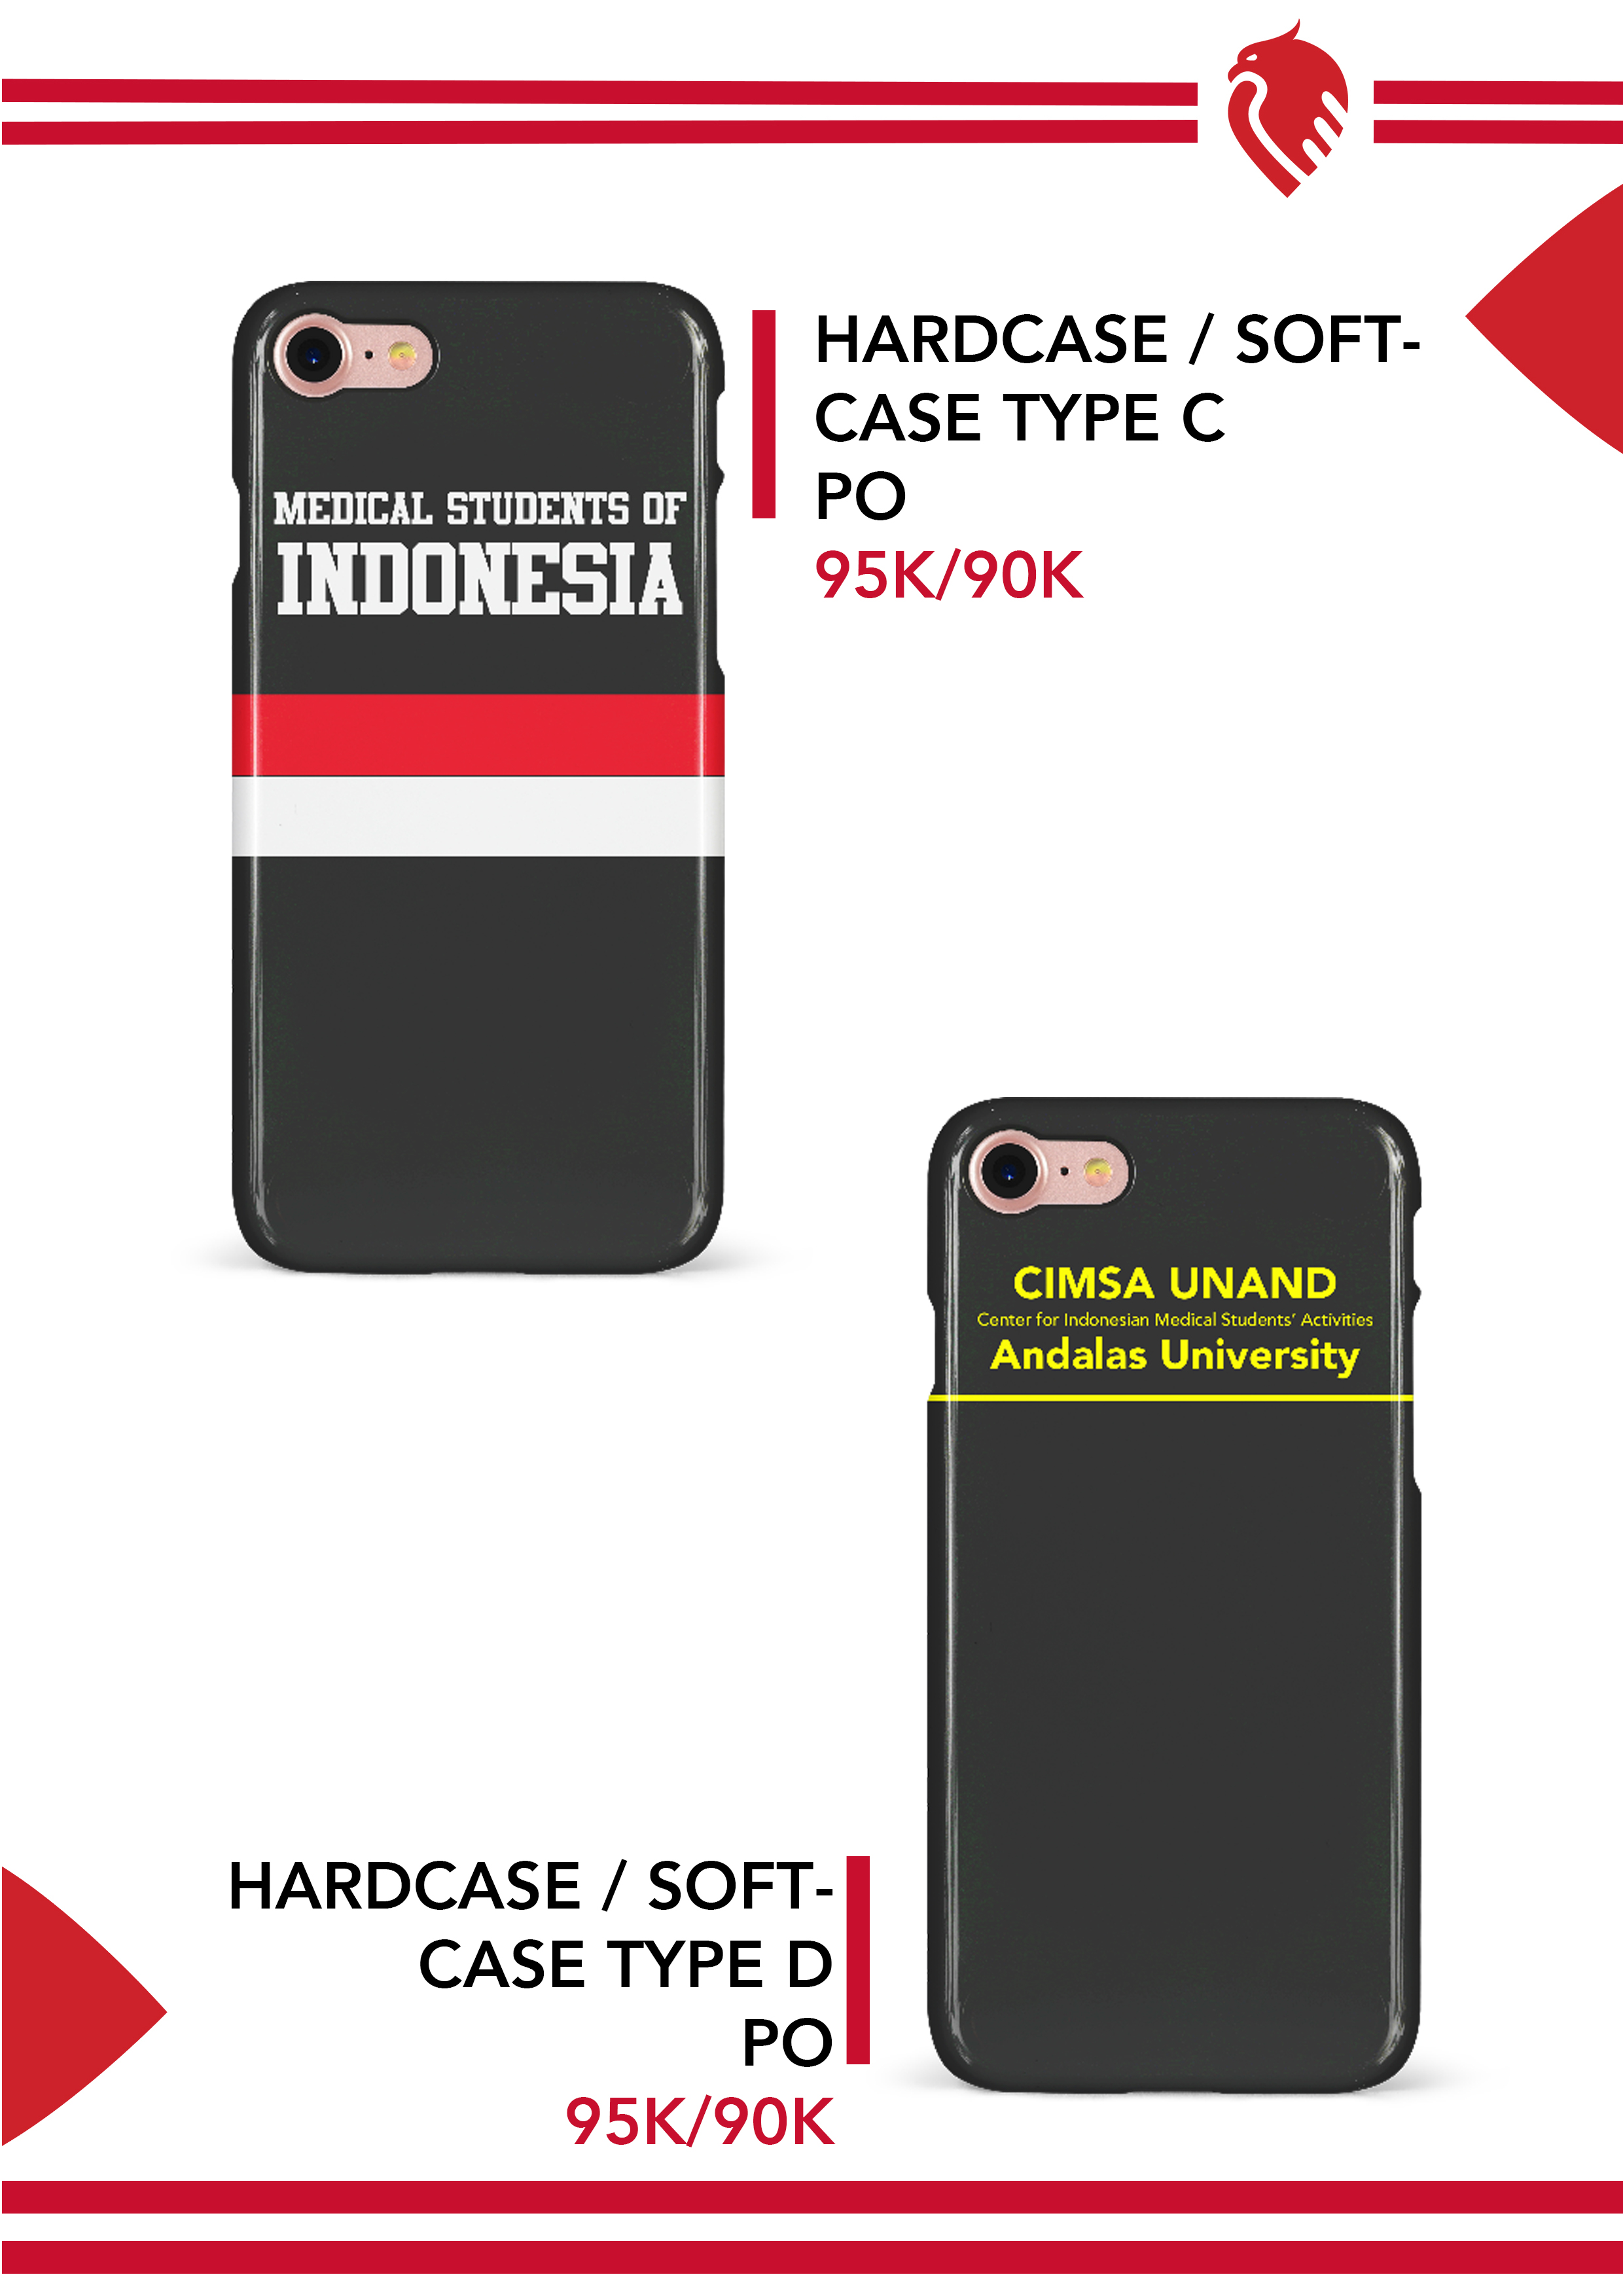 HARDCASE / SOFT-
CASE TYPE C
PO
95K/90K
MEDICAL STUDENTS OF
INDONESIA
CIMSA UNAND
Center for Indonesian Medical Students' Activities
Andalas University
HARDCASE / SOFT-
CASE TYPE D
PO
95K/90K